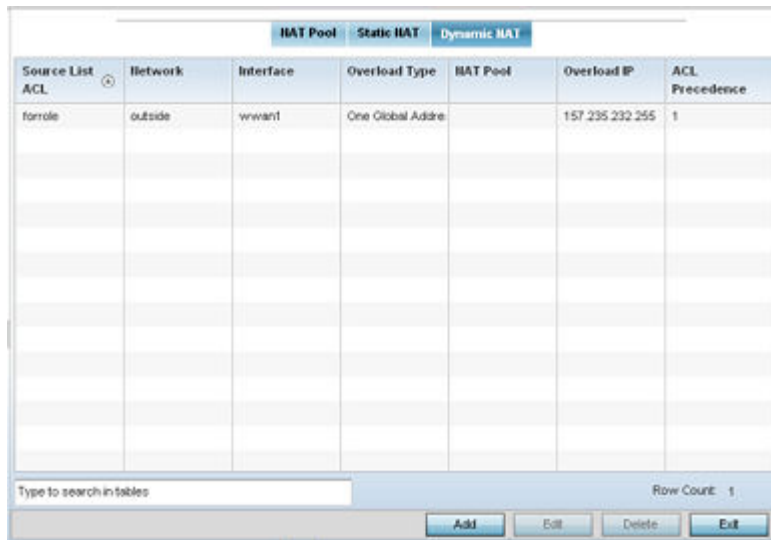 NAT Pool Static NAT Dynamic NAT
Source List ACL Network Interface Overload Type NAT Pool Overload IP ACL Precedence
forrole outside wwan1 One Global Addre 157.235.232.255 1
Type to search in tables Row Count: 1
Add Edit Delete Exit